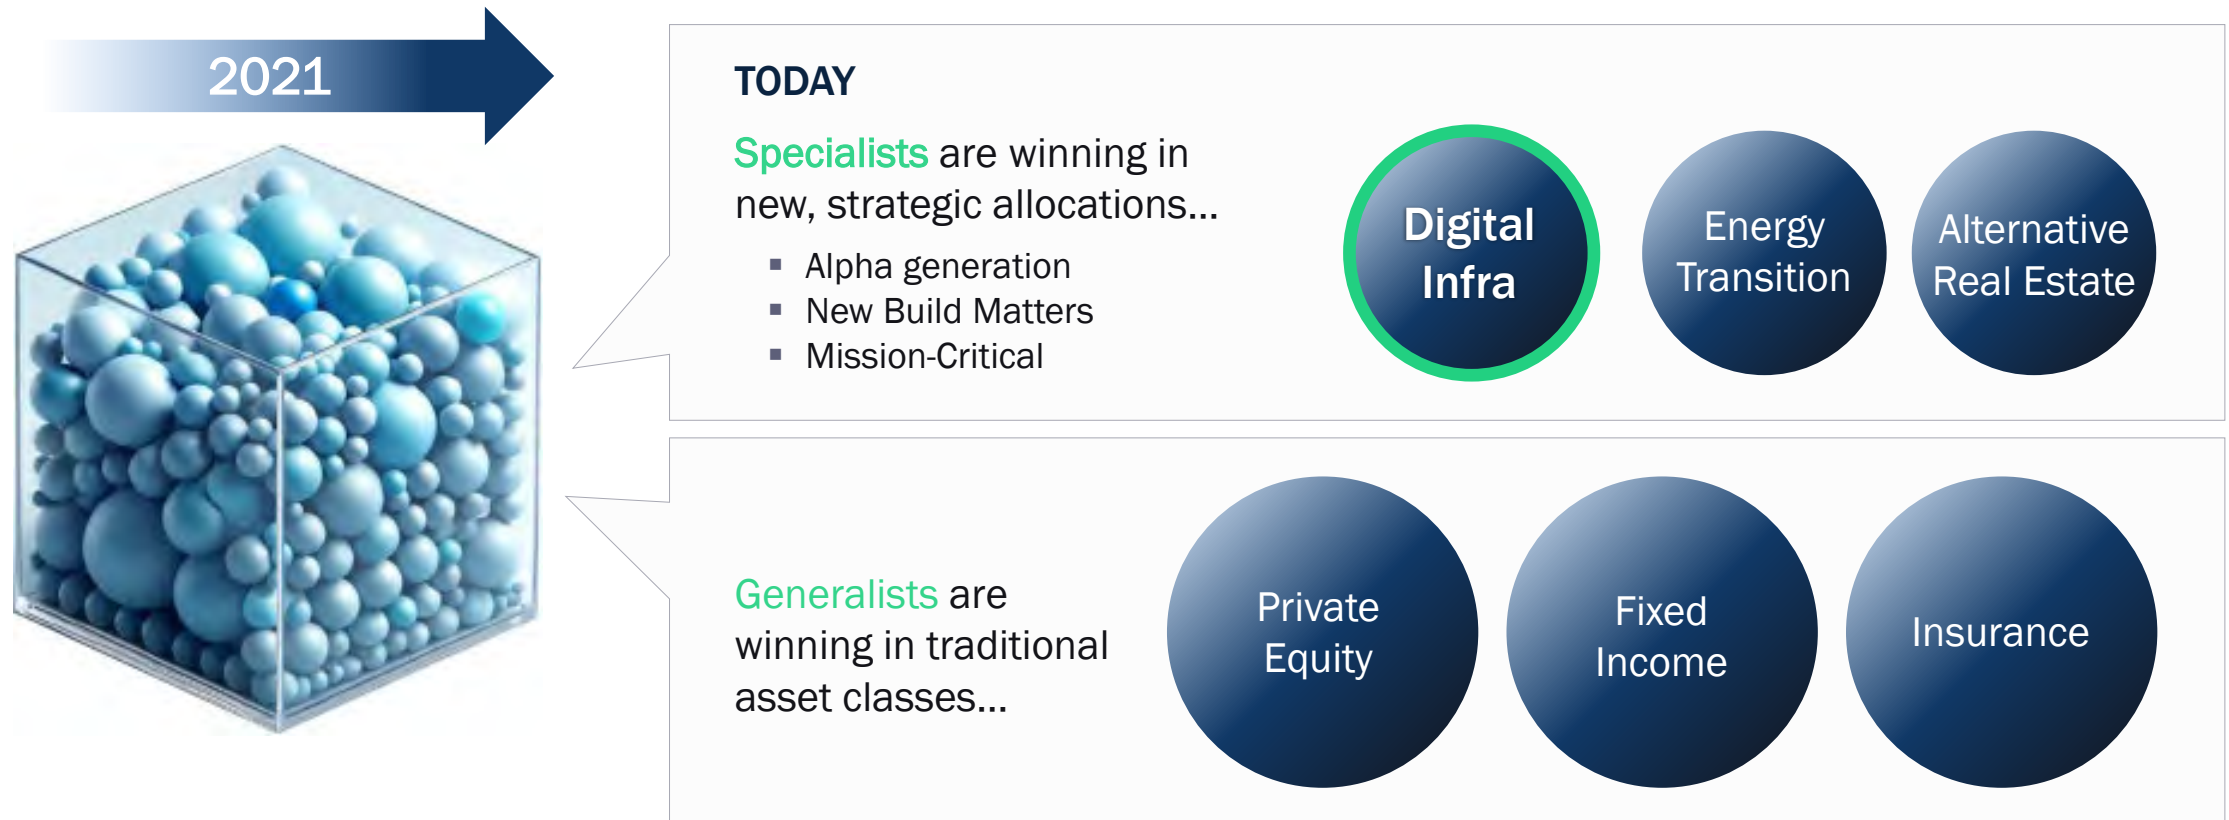 2021
TODAY
Specialists are winning in
new, strategic allocations...
▪ Alpha generation
▪ New Build Matters
▪ Mission-Critical
Digital
Infra
Energy
Transition
Alternative
Real Estate
Generalists are
winning in traditional
asset classes...
Private
Equity
Fixed
Income
Insurance